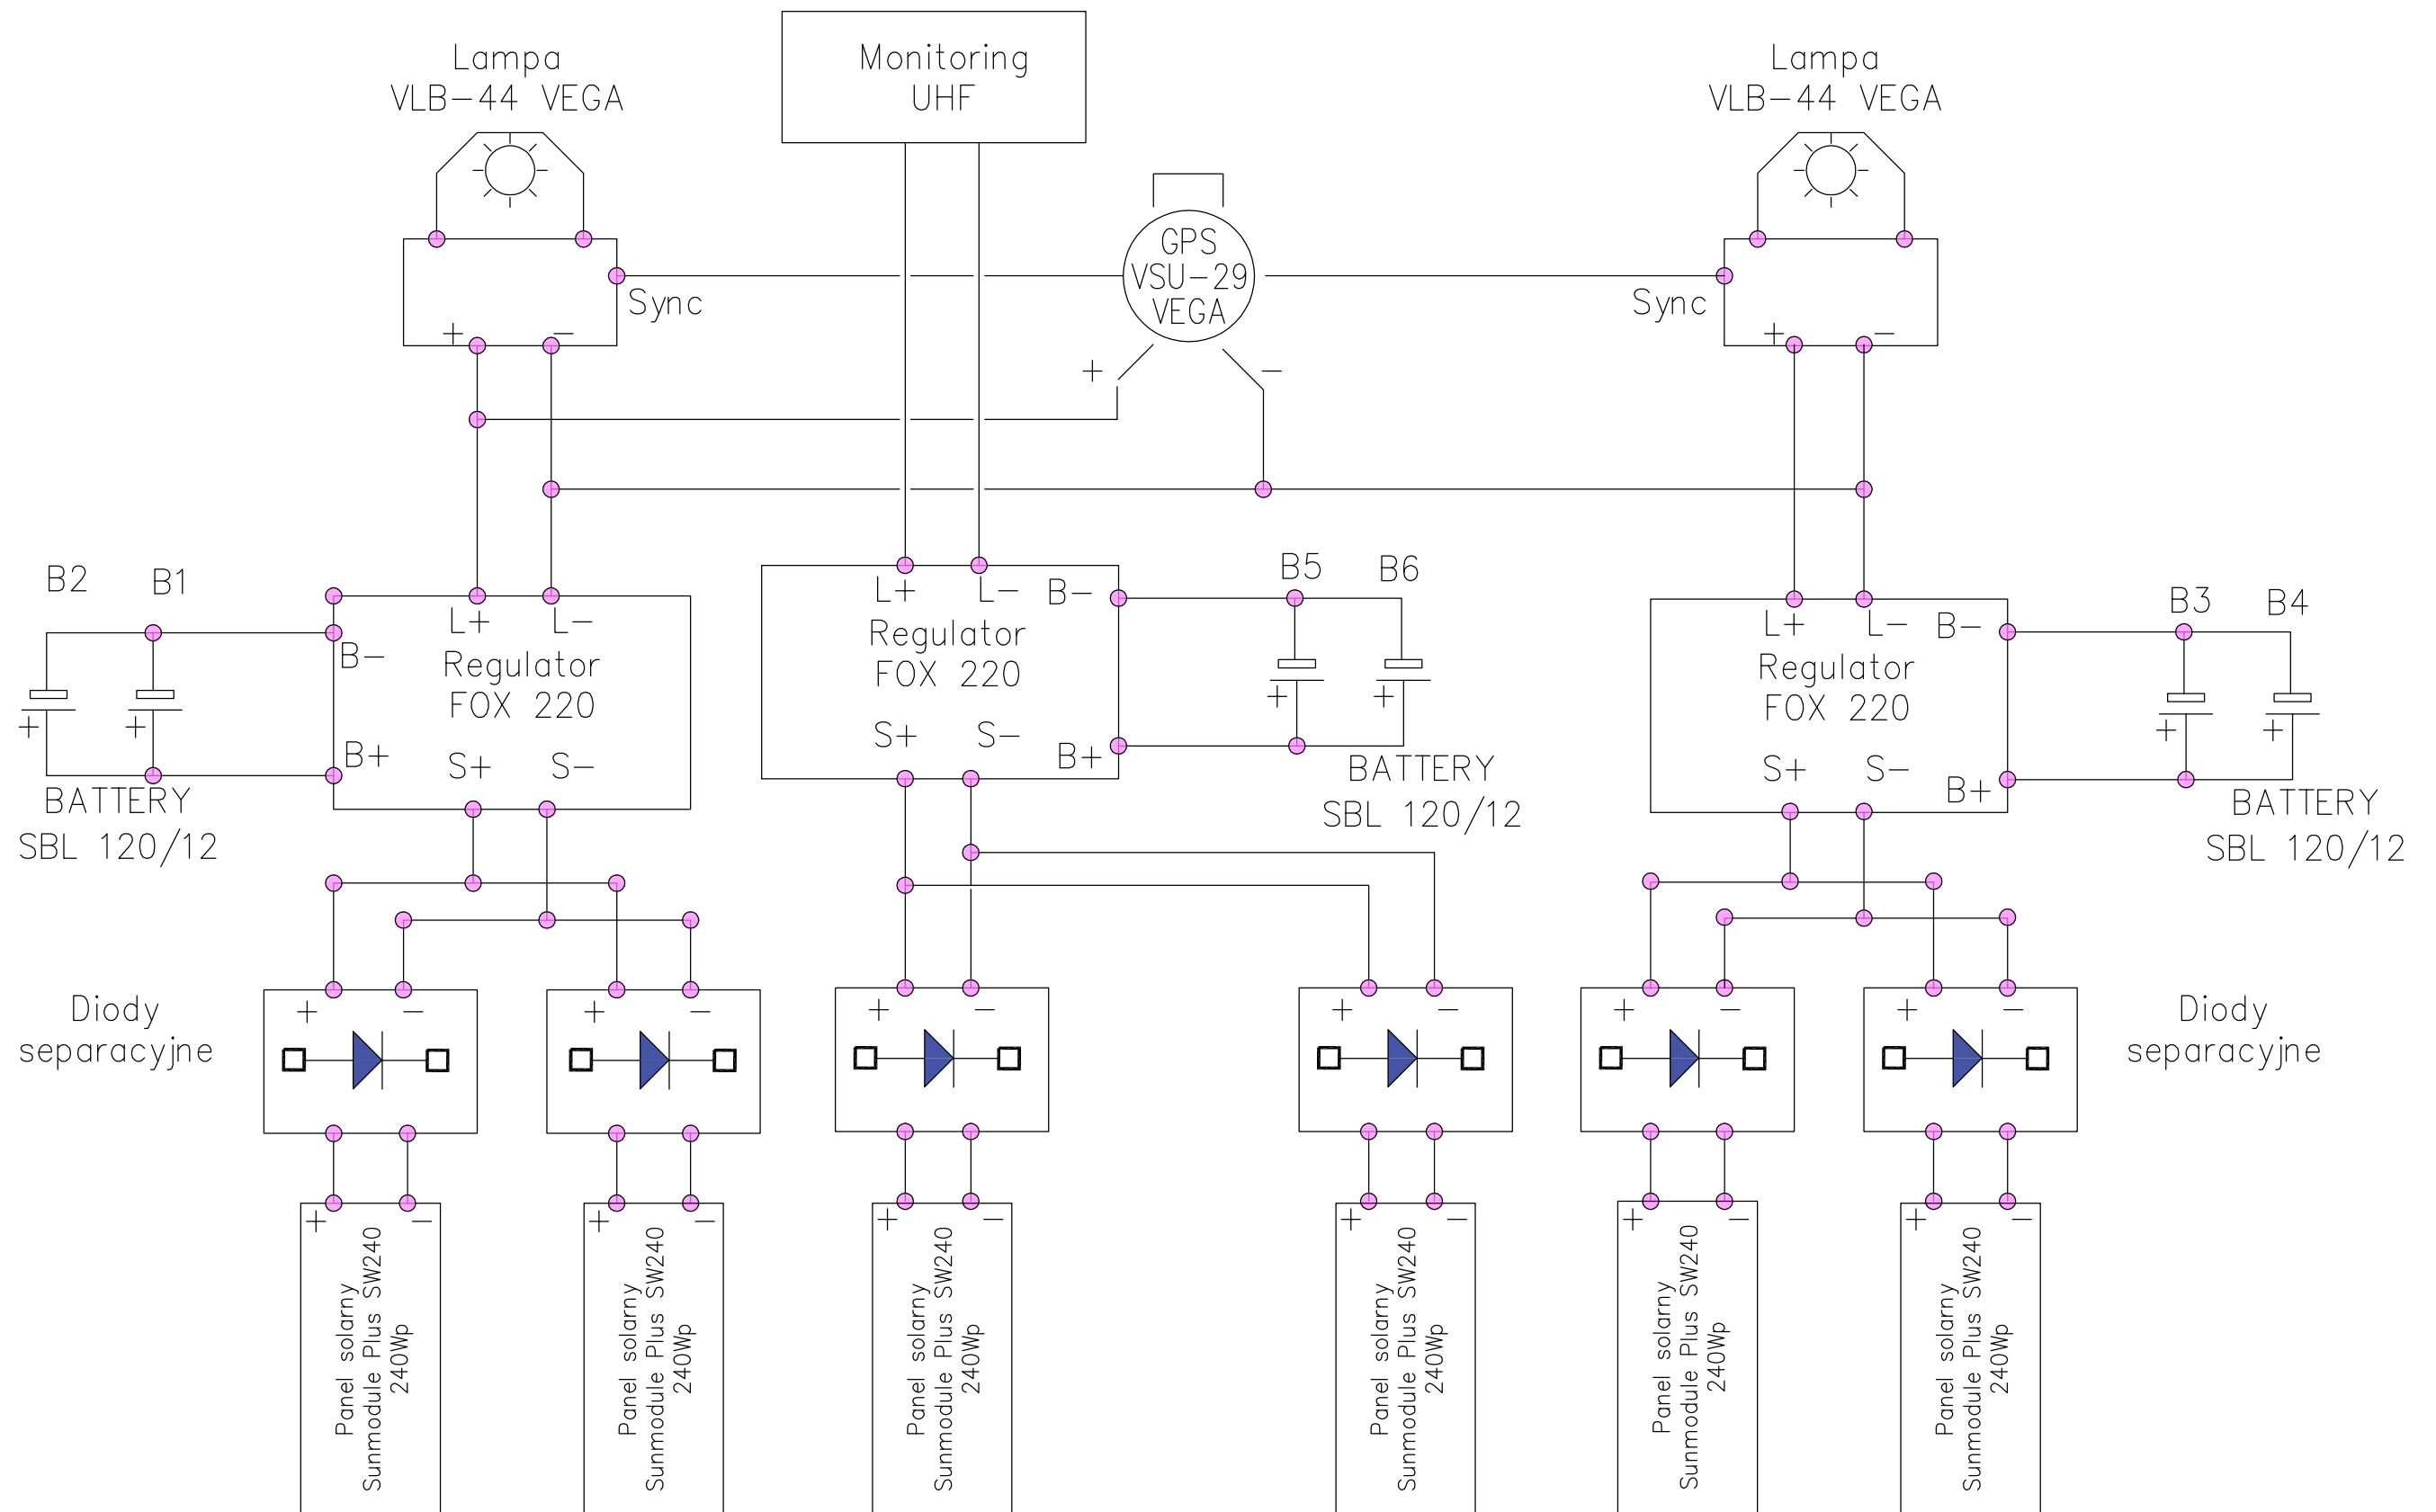 Lampa
VLB-44 VEGA
Monitoring
UHF
Lampa
VLB-44 VEGA
GPS
VSU-29
VEGA
Sync
Sync
+ -
+ -
+ -
B2 B1
L+ L-
B-
Regulator
FOX 220
B+
S+ S-
+ +
BATTERY
SBL 120/12
B5 B6
L+ L- B-
Regulator
FOX 220
S+ S-
B+
+ +
BATTERY
SBL 120/12
B3 B4
L+ L- B-
Regulator
FOX 220
S+ S-
B+
+ +
BATTERY
SBL 120/12
Diody
separacyjne
+ -
+ -
+ -
+ -
+ -
+ -
Diody
separacyjne
+ -
Panel solarny
Sunmodule Plus SW240
240Wp
+ -
Panel solarny
Sunmodule Plus SW240
240Wp
+ -
Panel solarny
Sunmodule Plus SW240
240Wp
+ -
Panel solarny
Sunmodule Plus SW240
240Wp
+ -
Panel solarny
Sunmodule Plus SW240
240Wp
+ -
Panel solarny
Sunmodule Plus SW240
240Wp